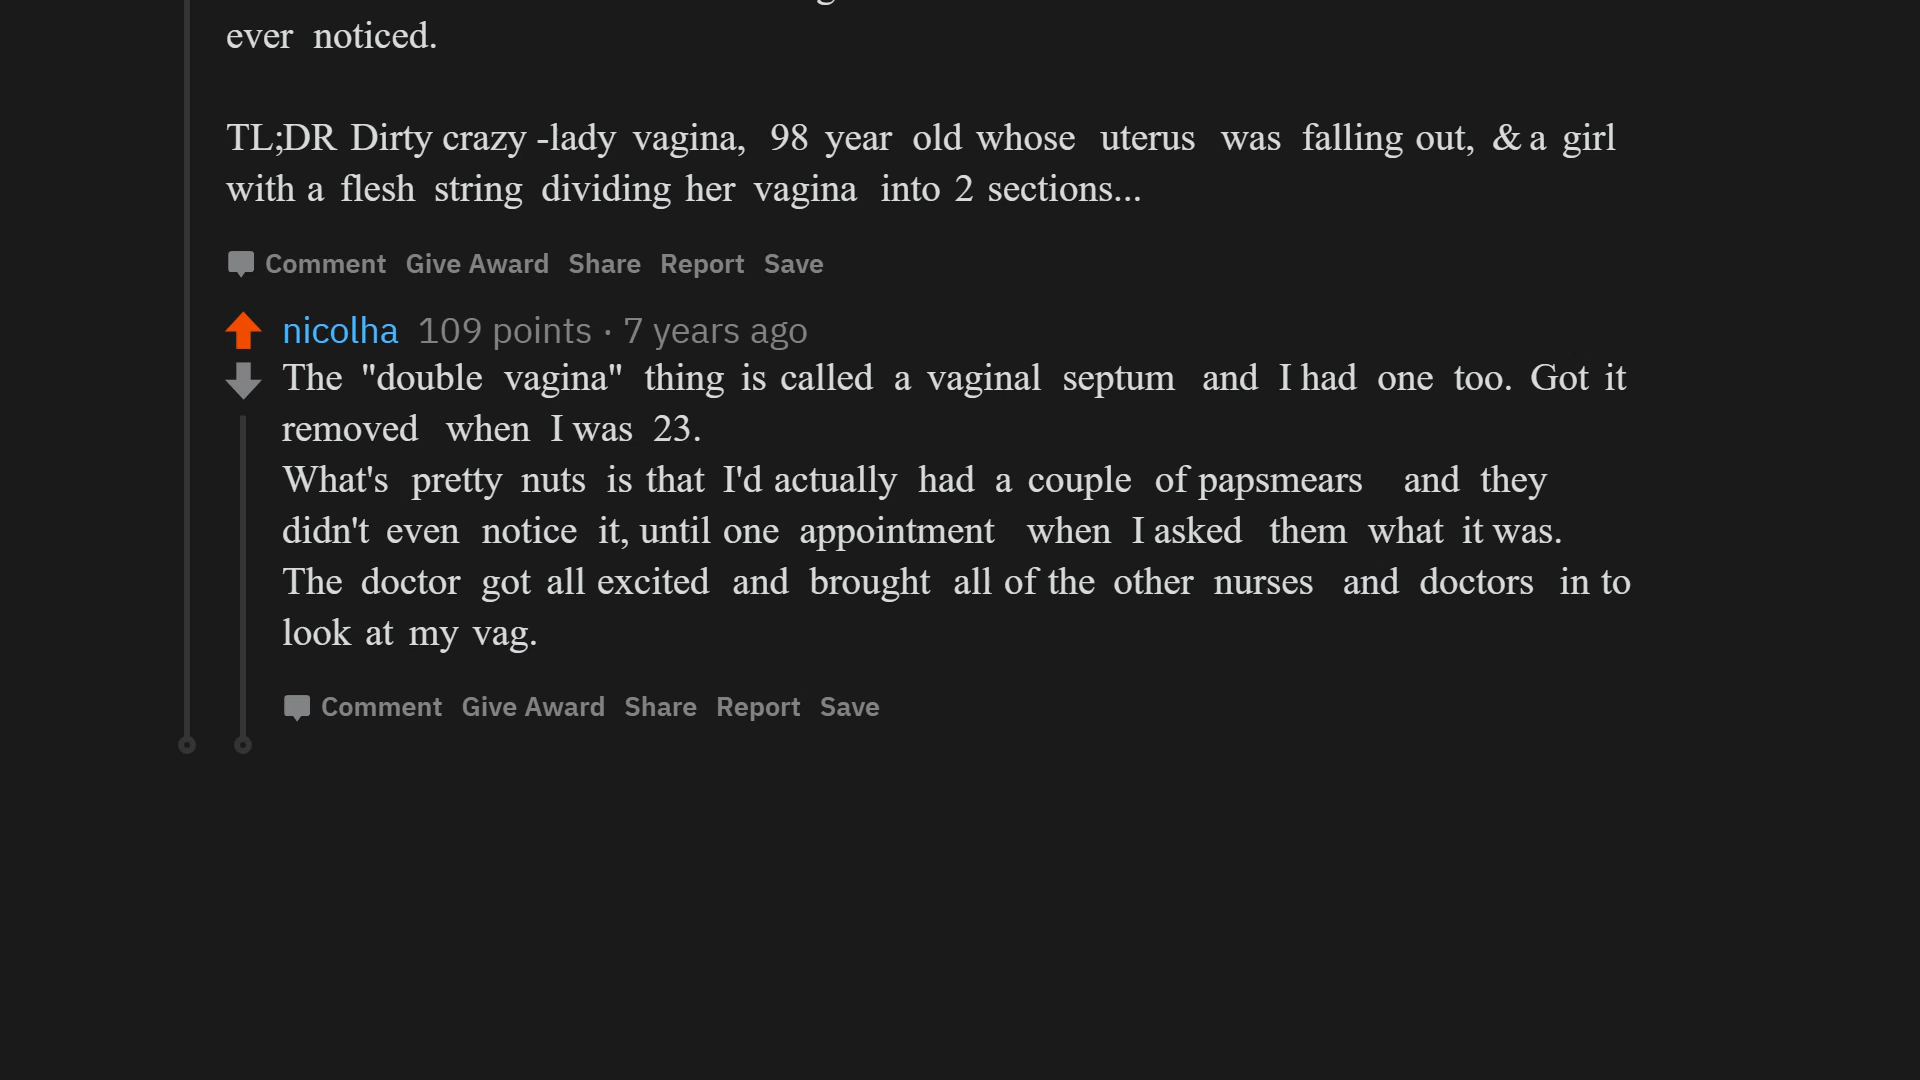 ever noticed.
TL;DR Dirty crazy -lady vagina, 98 year old whose uterus was falling out, & a girl
with a flesh string dividing her vagina into 2 sections...
Comment Give Award Share Report Save
nicolha 109 points · 7 years ago
The "double vagina" thing is called a vaginal septum and I had one too. Got it
removed when I was 23.
What's pretty nuts is that I'd actually had a couple of papsmears and they
didn't even notice it, until one appointment when I asked them what it was.
The doctor got all excited and brought all of the other nurses and doctors in to
look at my vag.
Comment Give Award Share Report Save